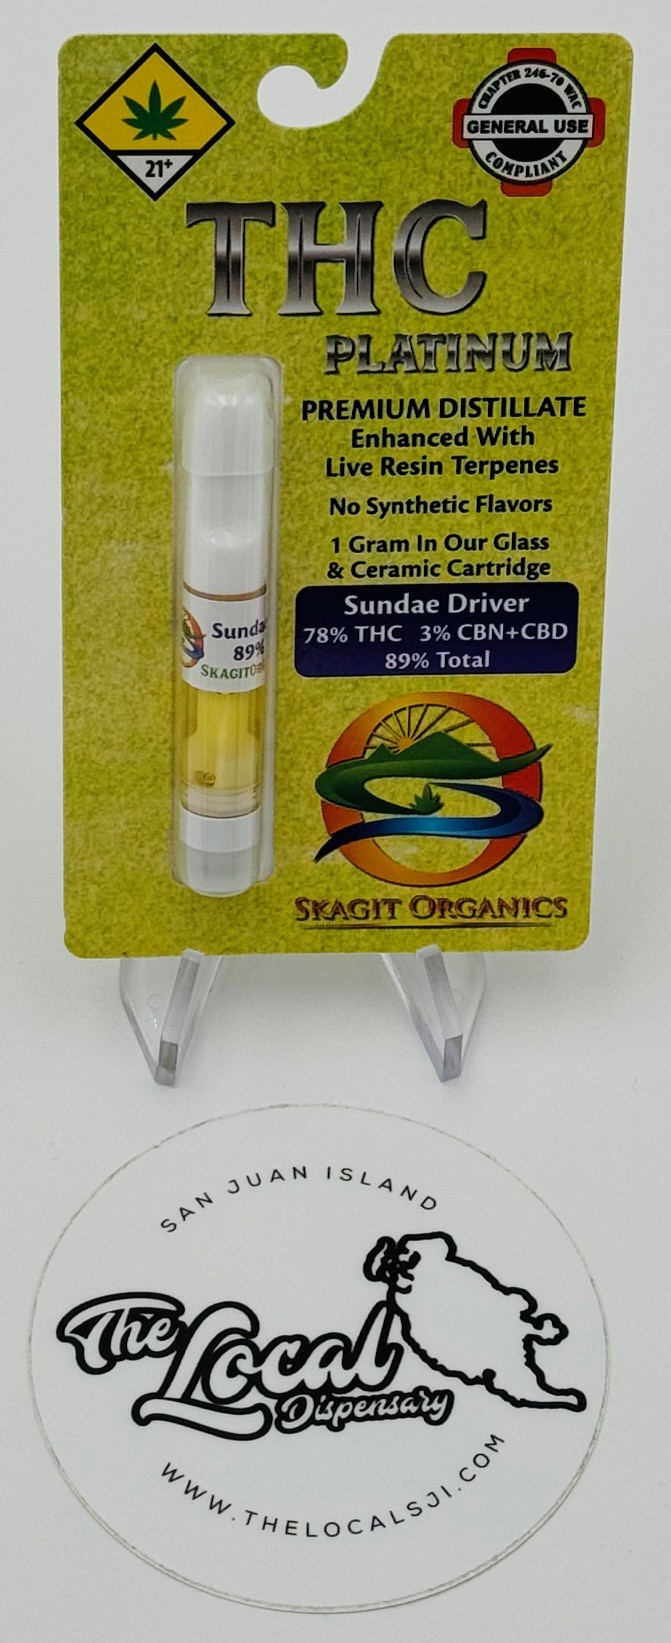 21+
CHAPTER 246-70 WAC
GENERAL USE
COMPLIANT
THC
PLATINUM
PREMIUM DISTILLATE
Enhanced With
Live Resin Terpenes
No Synthetic Flavors
1 Gram In Our Glass
& Ceramic Cartridge
Sundae Driver
78% THC 3% CBN+CBD
89% Total
Sundae
89%
SKAGIT
SKAGIT ORGANICS
SAN JUAN ISLAND
The Local
Dispensary
WWW.THELOCALSJI.COM